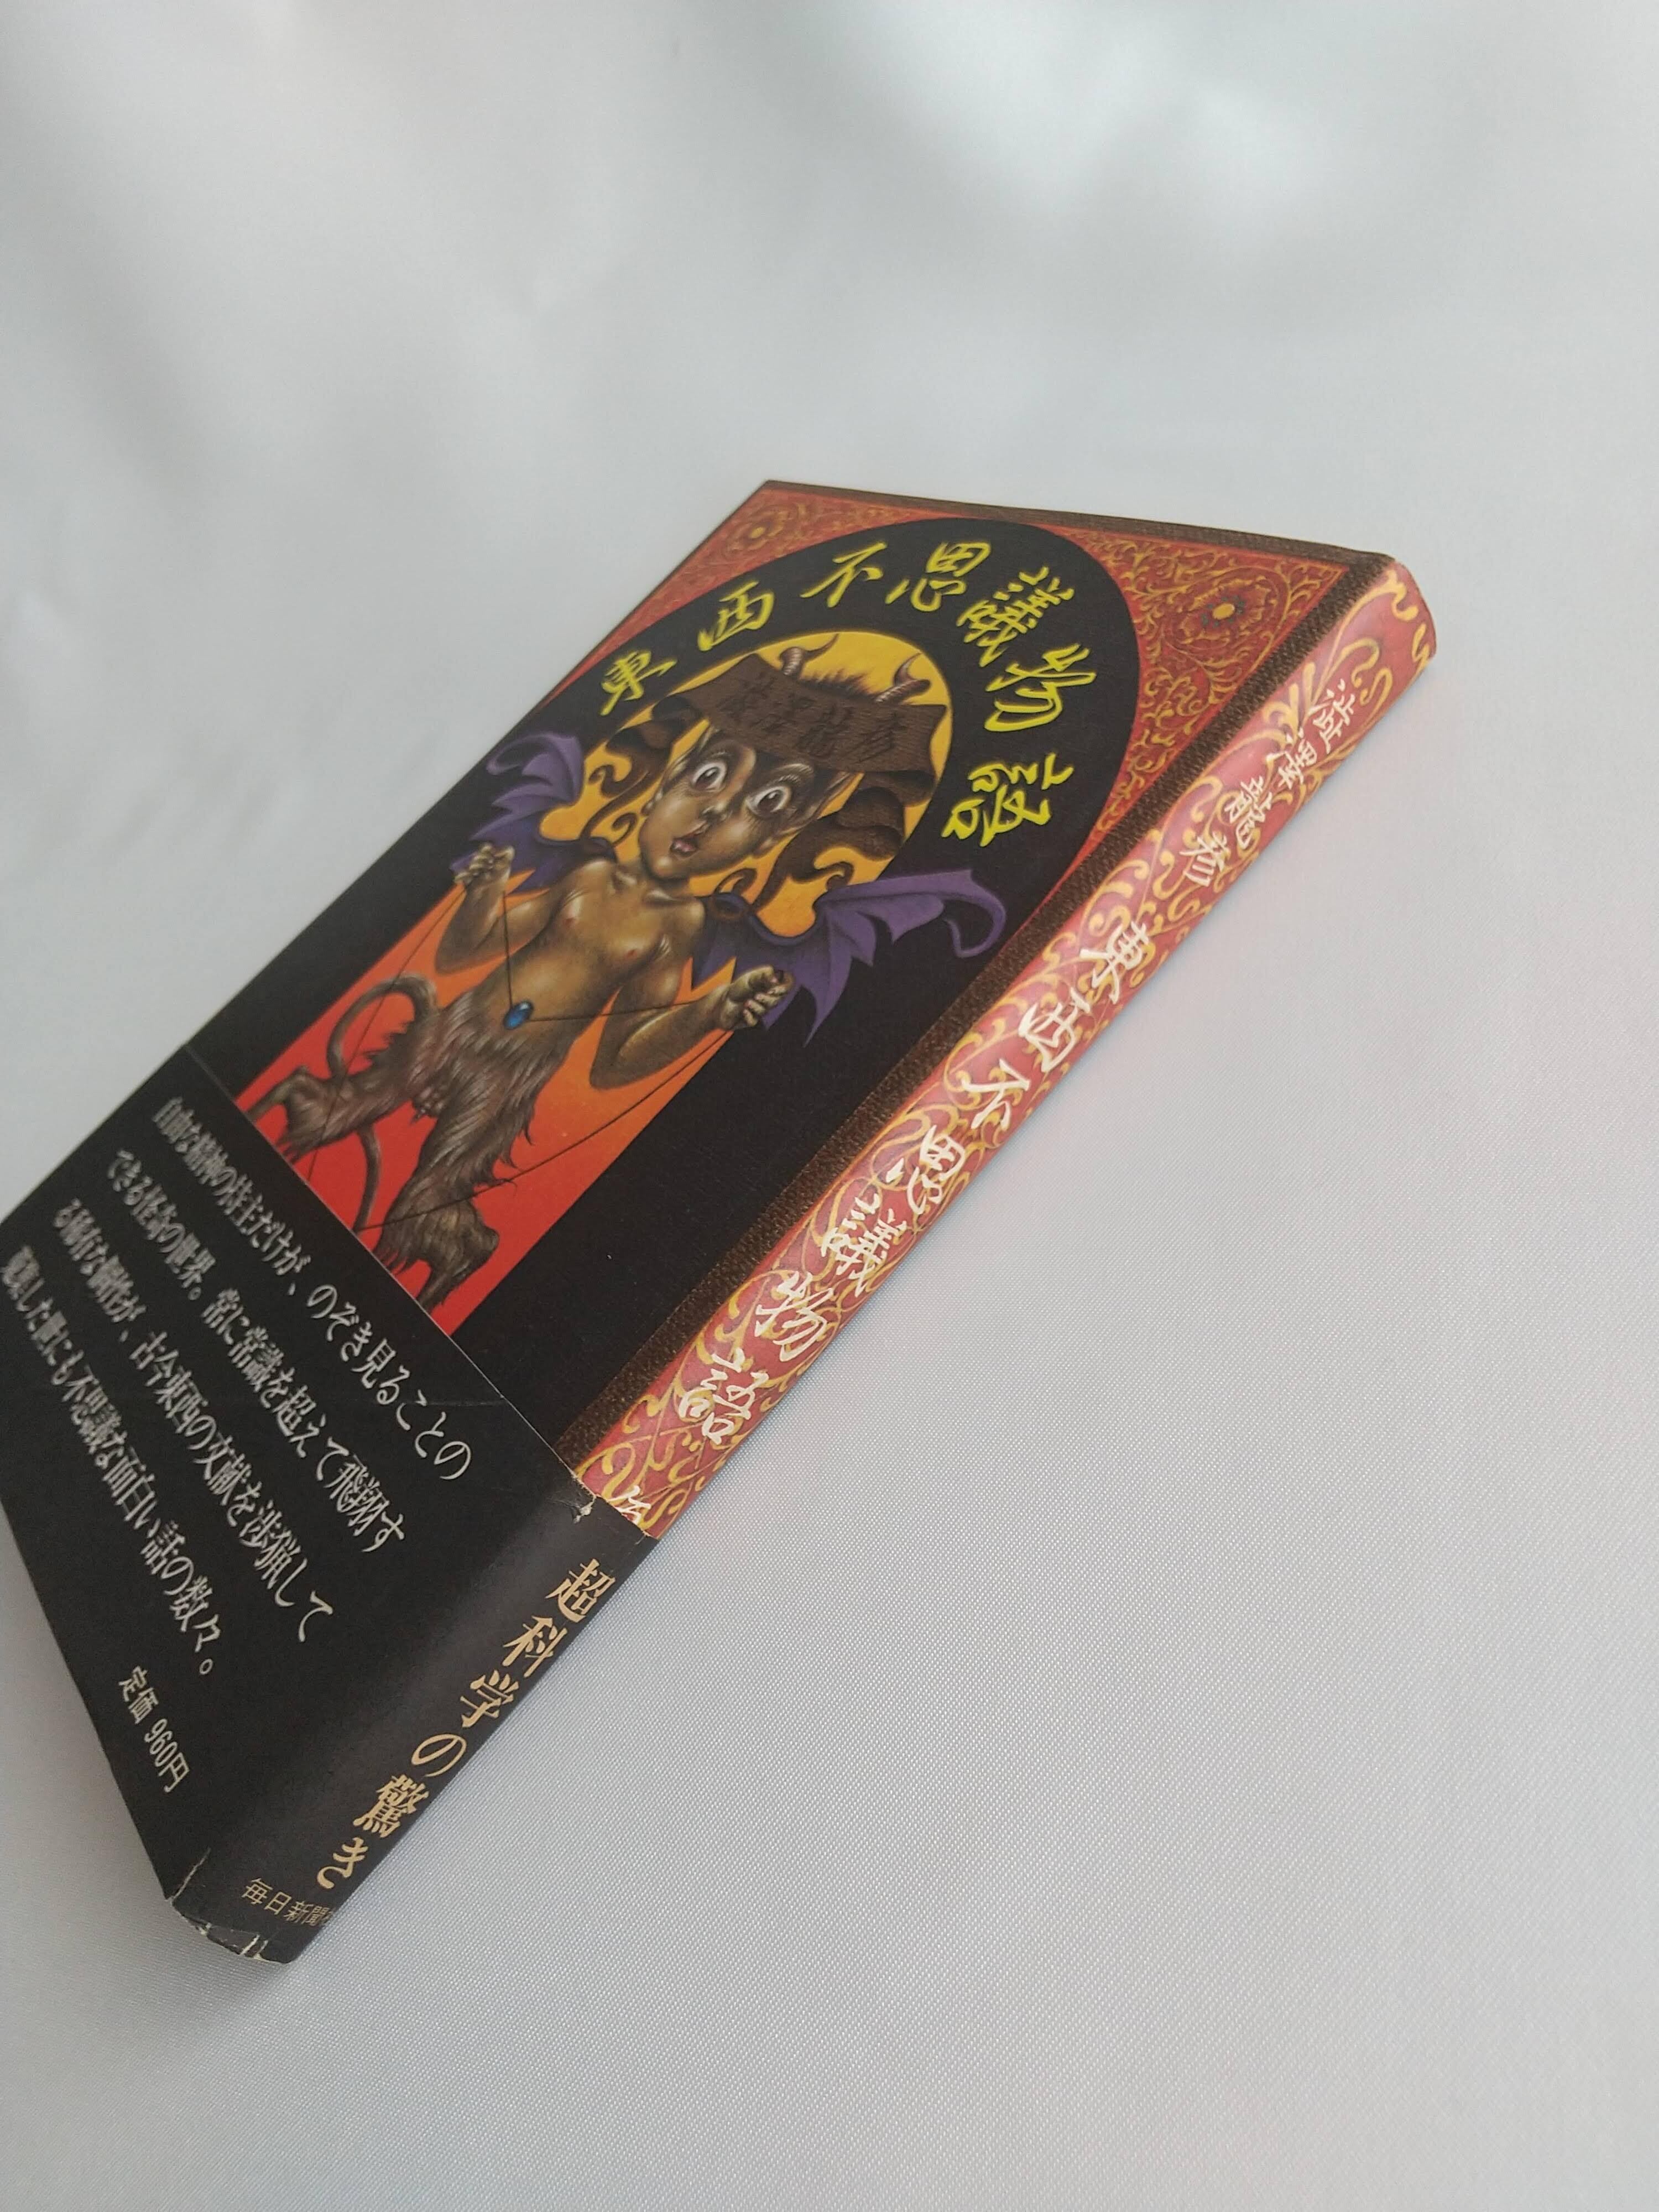 東西不思議物語
澁澤龍彦
自由な精神の持主だけが、のぞき見ることの
できる怪奇の世界。常に常識を超えて飛翔す
る稀有な個性が、古今東西の文献を渉猟して
蒐集した世にも不思議な面白い話の数々。
定価 960円
澁澤龍彦
東西不思議物語
超科学の驚き
毎日新聞社